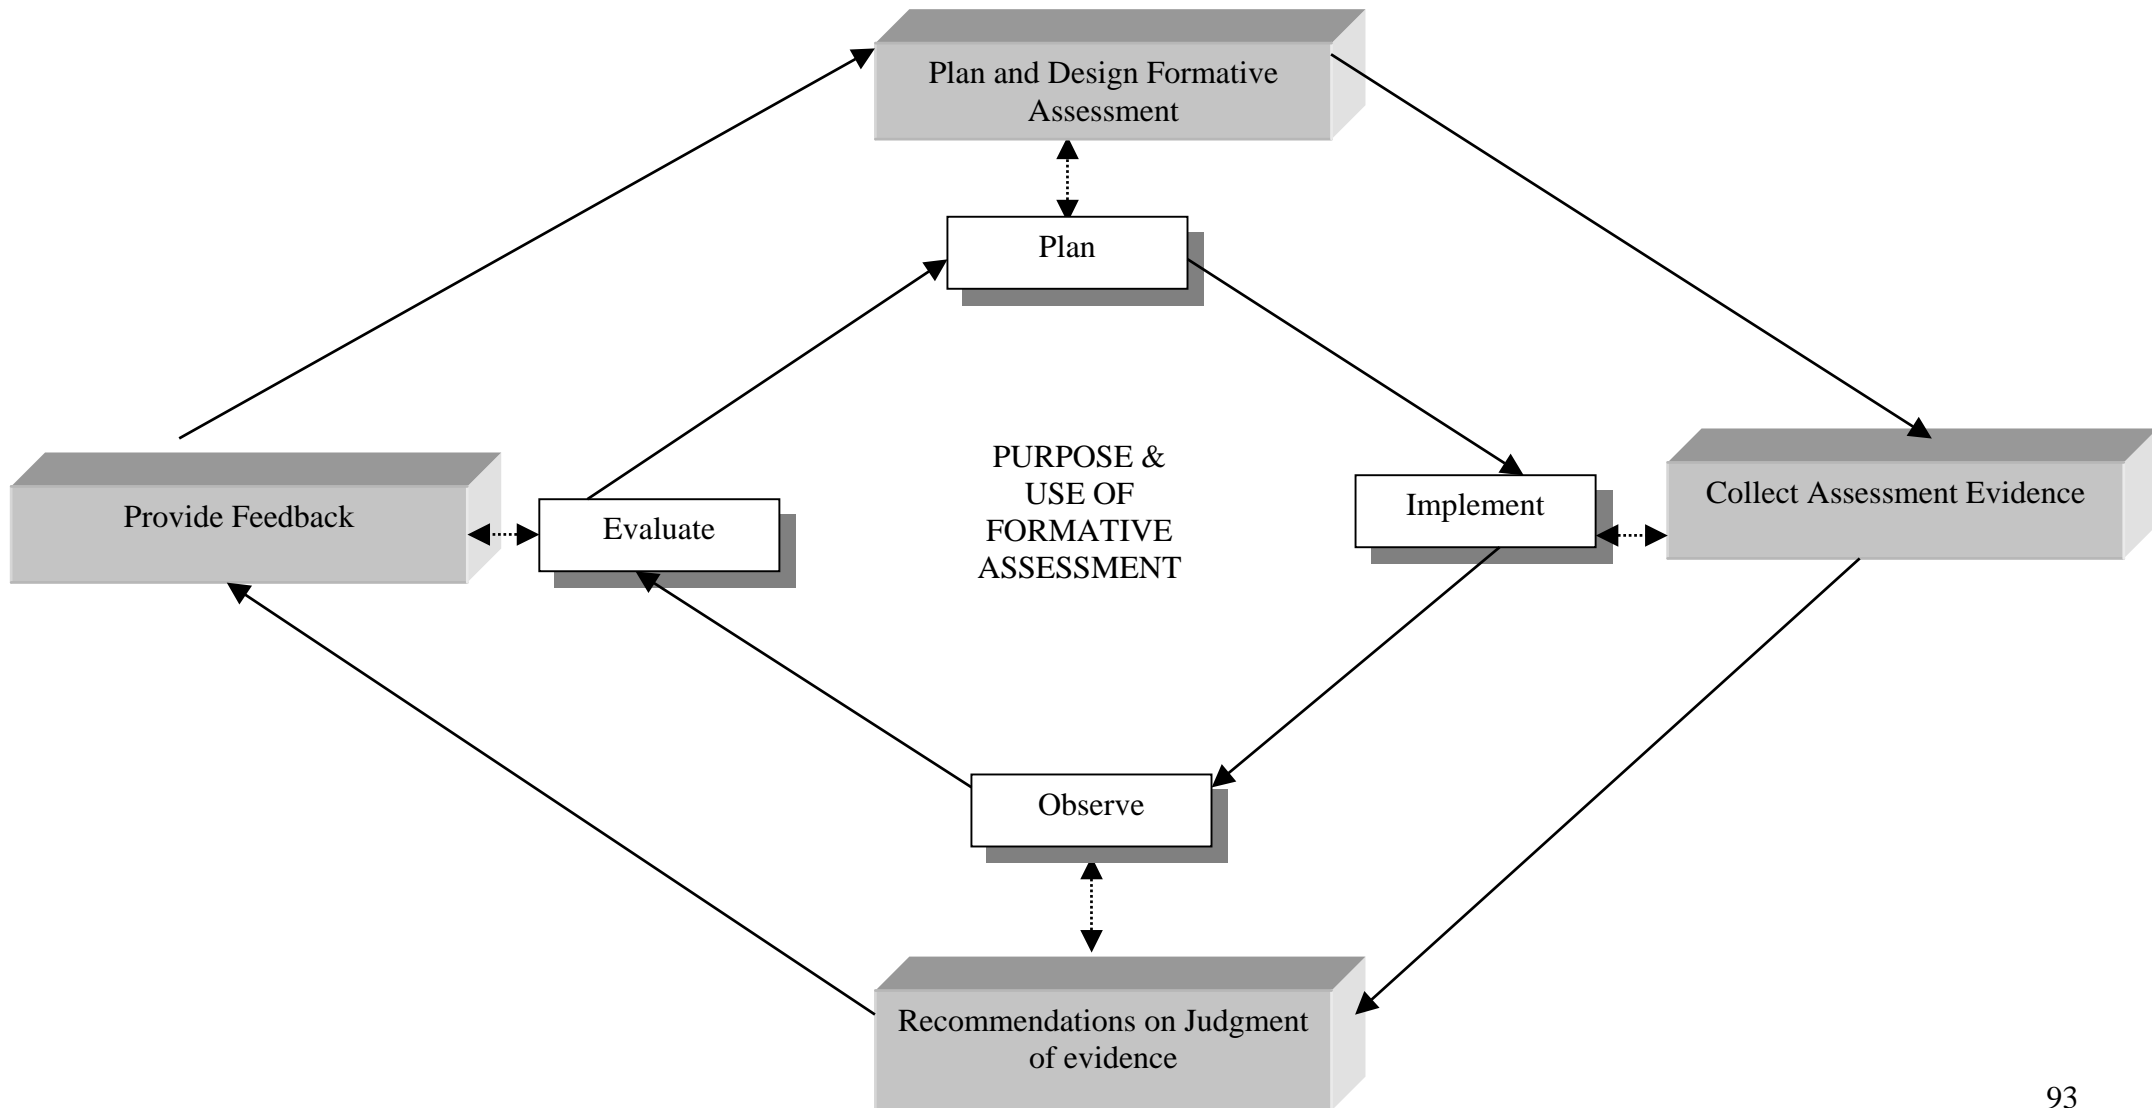 Plan and Design Formative
Assessment
Plan
PURPOSE &
USE OF
FORMATIVE
ASSESSMENT
Provide Feedback
Evaluate
Implement
Collect Assessment Evidence
Observe
Recommendations on Judgment
of evidence
93